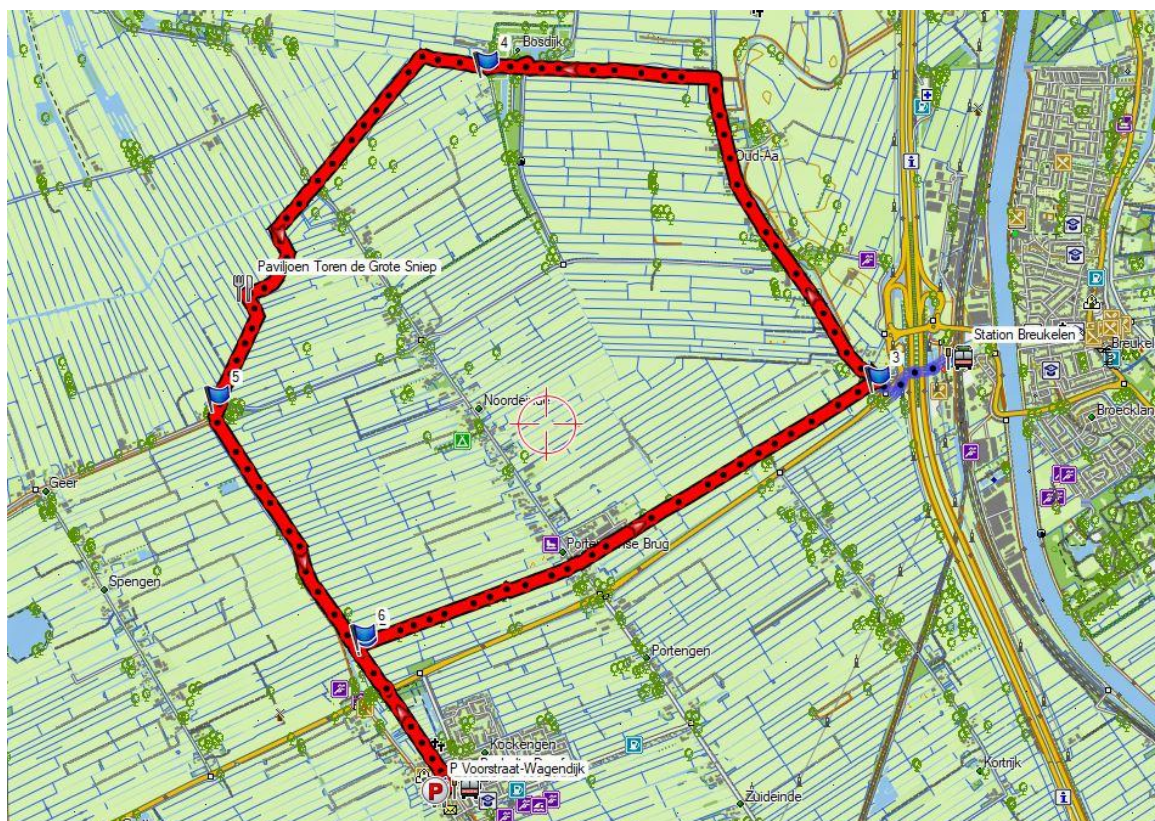 4
Bosdijk
Oud-Aa
Paviljoen Toren de Grote Sniep
Station Breukelen
3
5
Noordeinde
Broecklan
Geer
Spengen
6
Portengen
Kockengen
P Voorstraat-Wagendijk
P
Kortrijk
Zuideinde